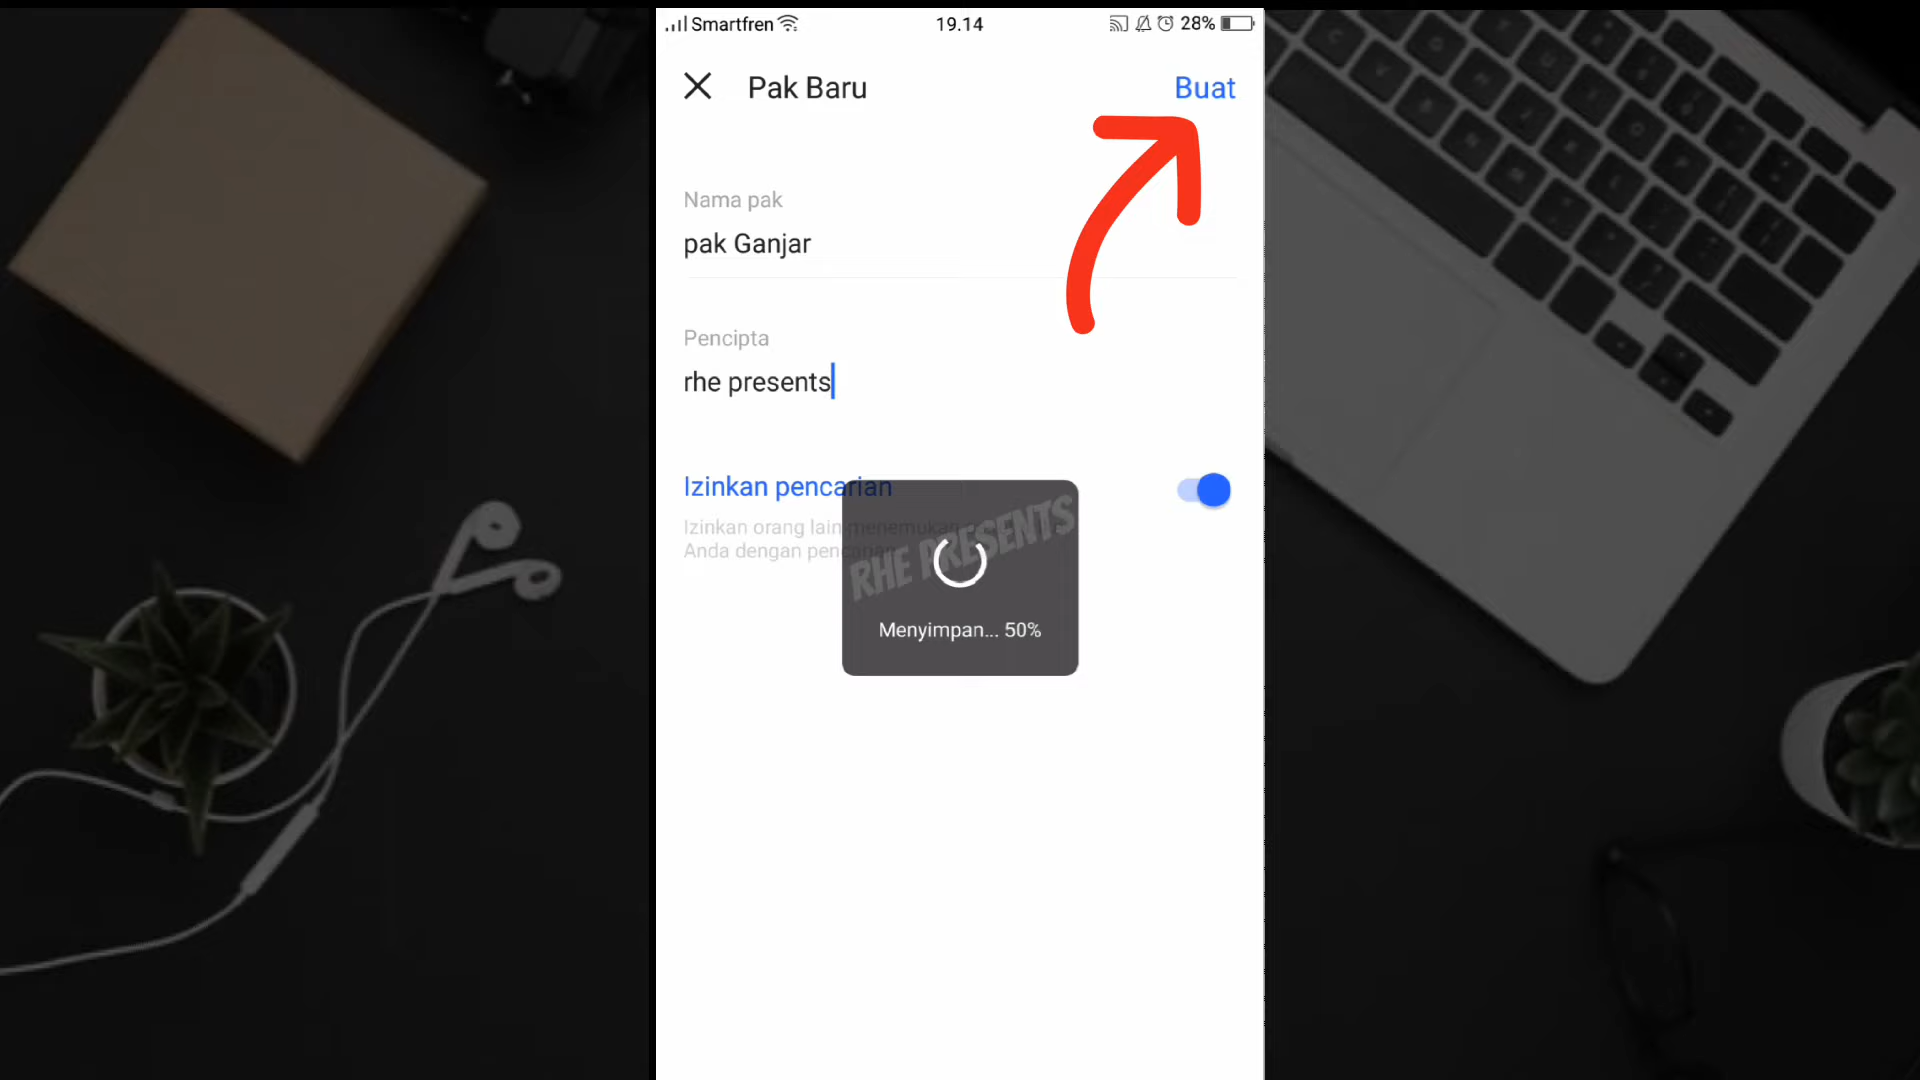 Smartfren 19.14 28%
Pak Baru Buat
Nama pak
pak Ganjar
Pencipta
rhe presents
Izinkan pencarian
Izinkan orang lain menemukan
Anda dengan pencarian
RHE PRESENTS
Menyimpan... 50%